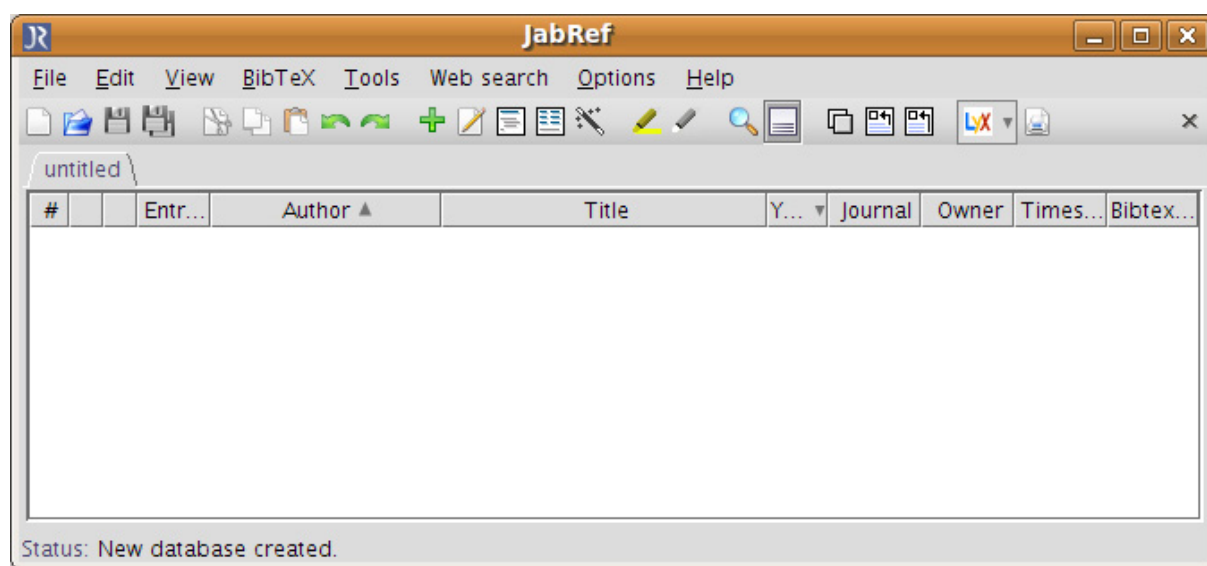 JabRef
File Edit View BibTeX Tools Web search Options Help
LYX
untitled
# Entr... Author Title Y... Journal Owner Times... Bibtex...
Status: New database created.